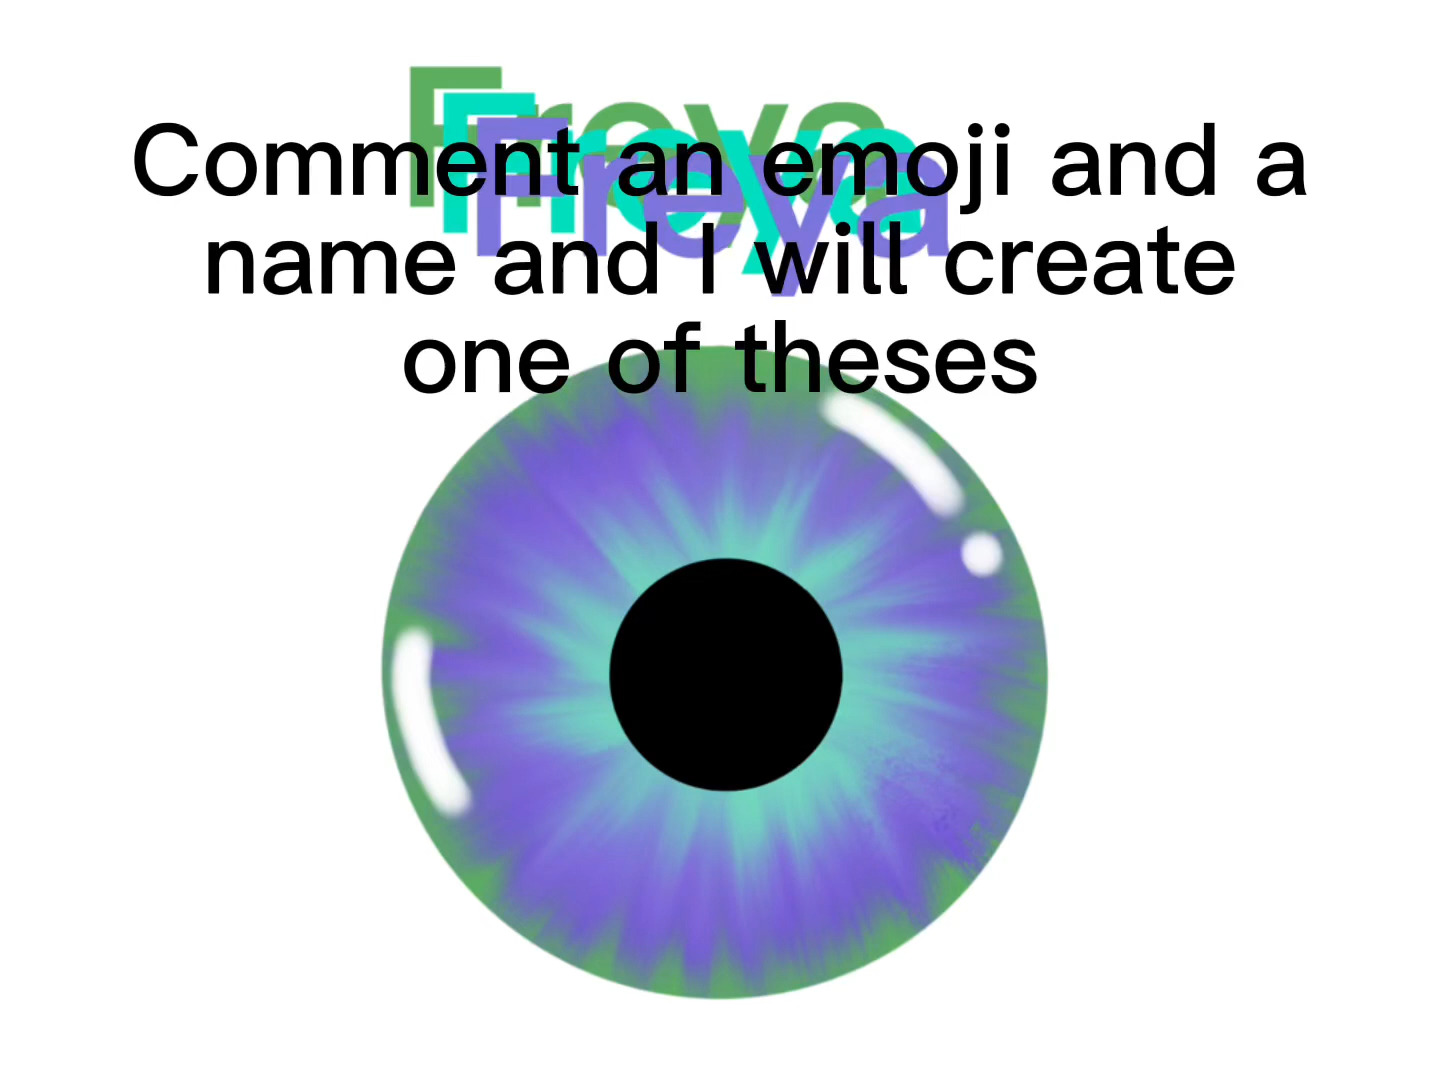 Freya
Freya
Freya
Comment an emoji and a
name and I will create
one of theses